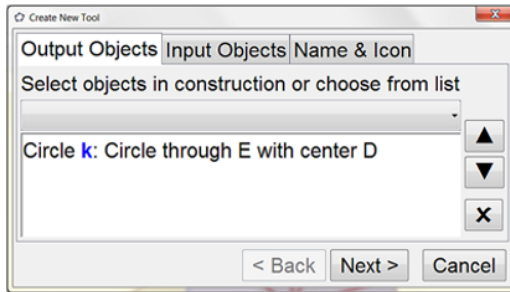 Create New Tool
Output Objects Input Objects Name & Icon
Select objects in construction or choose from list
Circle k: Circle through E with center D
< Back Next > Cancel